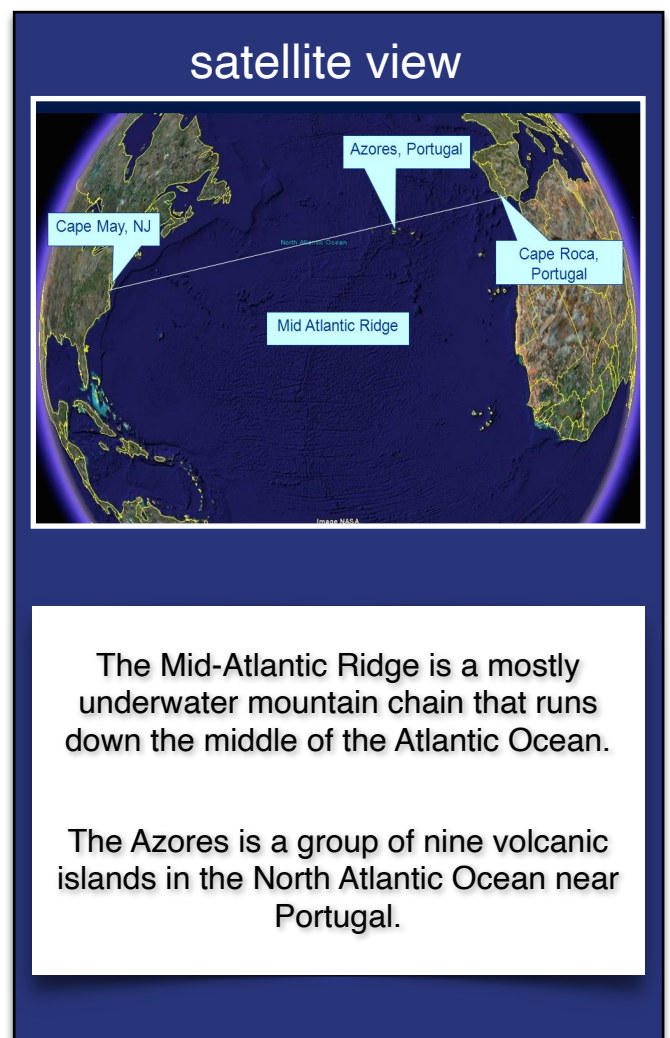 satellite view
Azores, Portugal
Cape May, NJ
North Atlantic Ocean
Cape Roca,
Portugal
Mid Atlantic Ridge
Image NASA
The Mid-Atlantic Ridge is a mostly
underwater mountain chain that runs
down the middle of the Atlantic Ocean.
The Azores is a group of nine volcanic
islands in the North Atlantic Ocean near
Portugal.